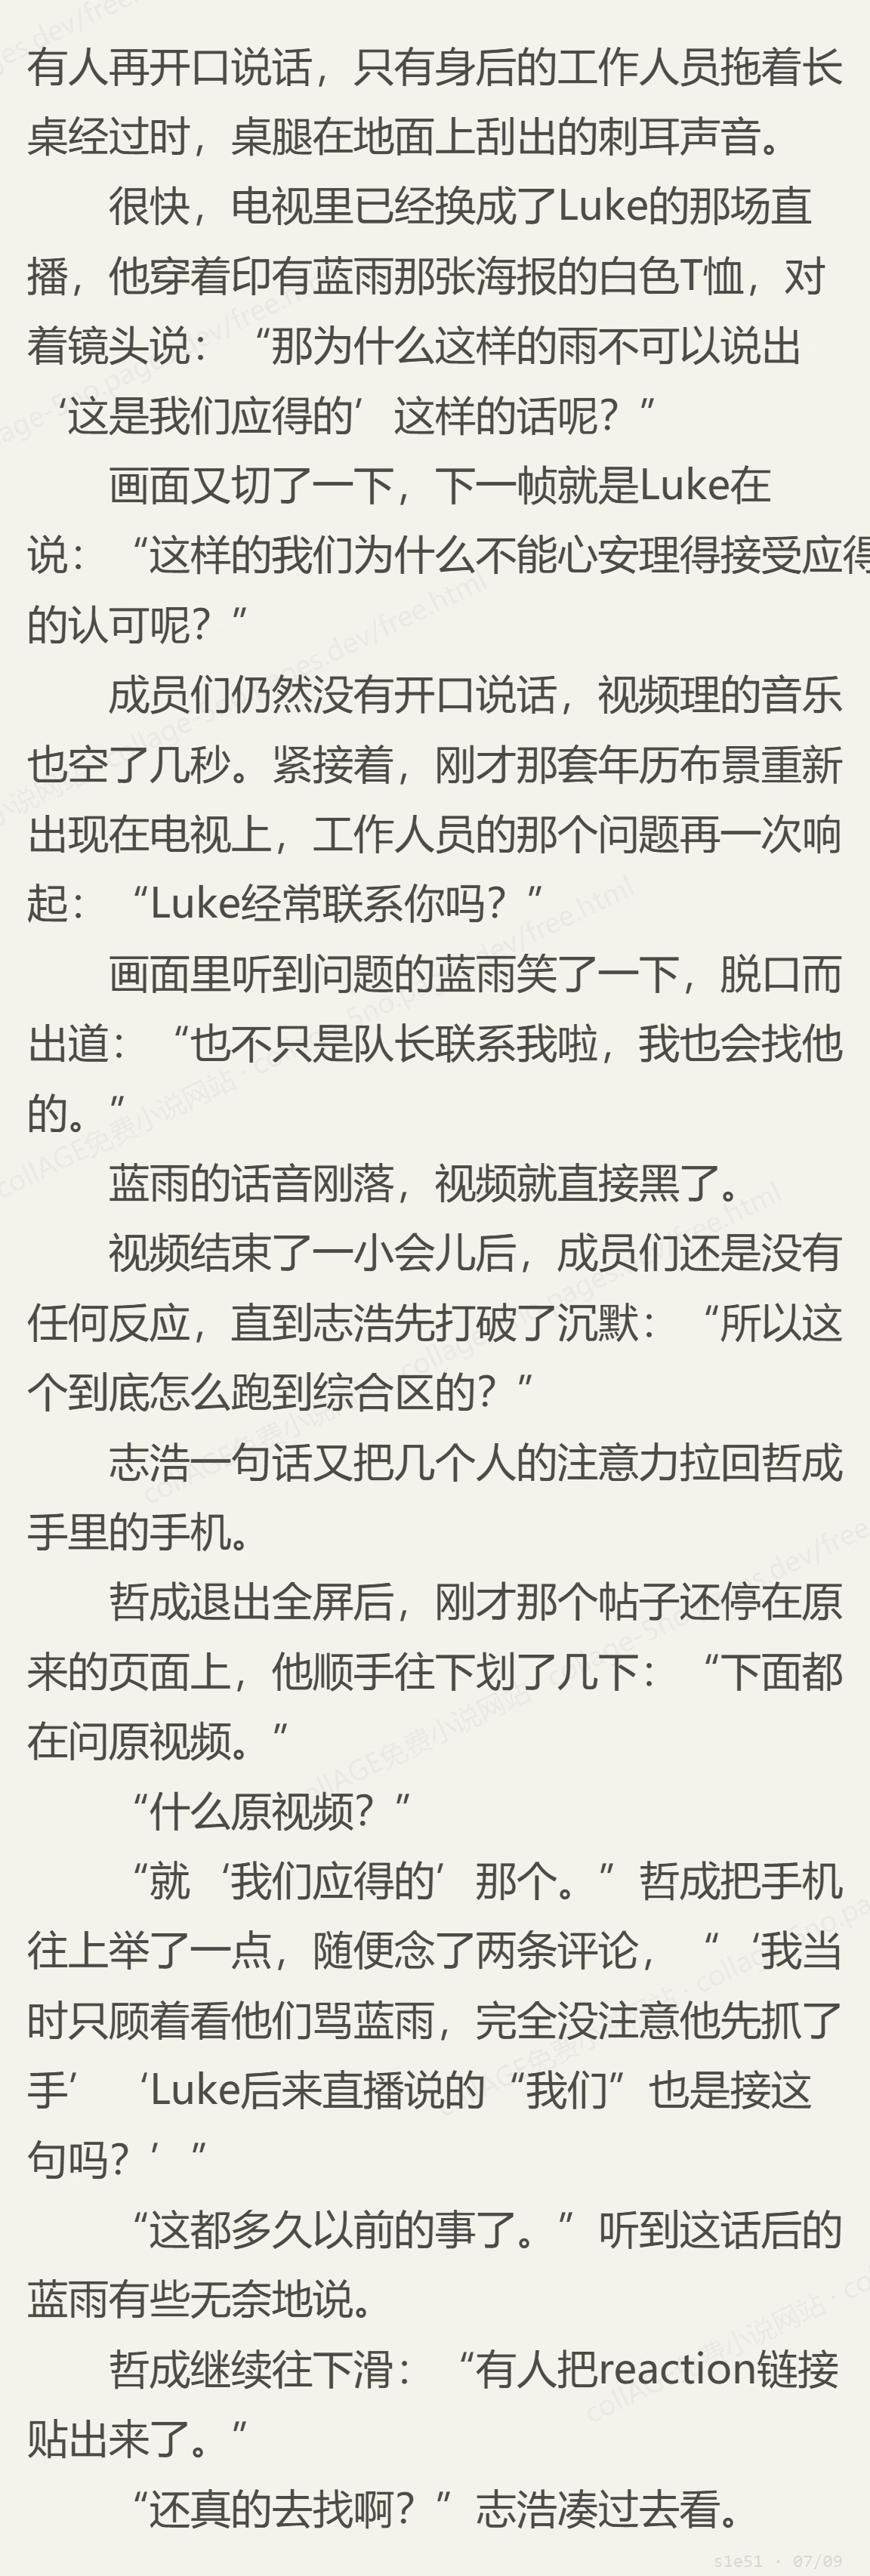 有人再开口说话，只有身后的工作人员拖着长
桌经过时，桌腿在地面上刮出的刺耳声音。
很快，电视里已经换成了Luke的那场直
播，他穿着印有蓝雨那张海报的白色T恤，对
着镜头说：“那为什么这样的雨不可以说出
‘这是我们应得的’这样的话呢？”
画面又切了一下，下一帧就是Luke在
说：“这样的我们为什么不能心安理得接受应得
的认可呢？”
成员们仍然没有开口说话，视频理的音乐
也空了几秒。紧接着，刚才那套年历布景重新
出现在电视上，工作人员的那个问题再一次响
起：“Luke经常联系你吗？”
画面里听到问题的蓝雨笑了一下，脱口而
出道：“也不只是队长联系我啦，我也会找他
的。”
蓝雨的话音刚落，视频就直接黑了。
视频结束了一小会儿后，成员们还是没有
任何反应，直到志浩先打破了沉默：“所以这
个到底怎么跑到综合区的？”
志浩一句话又把几个人的注意力拉回哲成
手里的手机。
哲成退出全屏后，刚才那个帖子还停在原
来的页面上，他顺手往下划了几下：“下面都
在问原视频。”
“什么原视频？”
“就‘我们应得的’那个。”哲成把手机
往上举了一点，随便念了两条评论，“‘我当
时只顾着看他们骂蓝雨，完全没注意他先抓了
手’‘Luke后来直播说的“我们”也是接这
句吗？’”
“这都多久以前的事了。”听到这话后的
蓝雨有些无奈地说。
哲成继续往下滑：“有人把reaction链接
贴出来了。”
“还真的去找啊？”志浩凑过去看。
s1e51 · 07/09
collAGE免费小说网站 · collage-5no.pages.dev/free.html